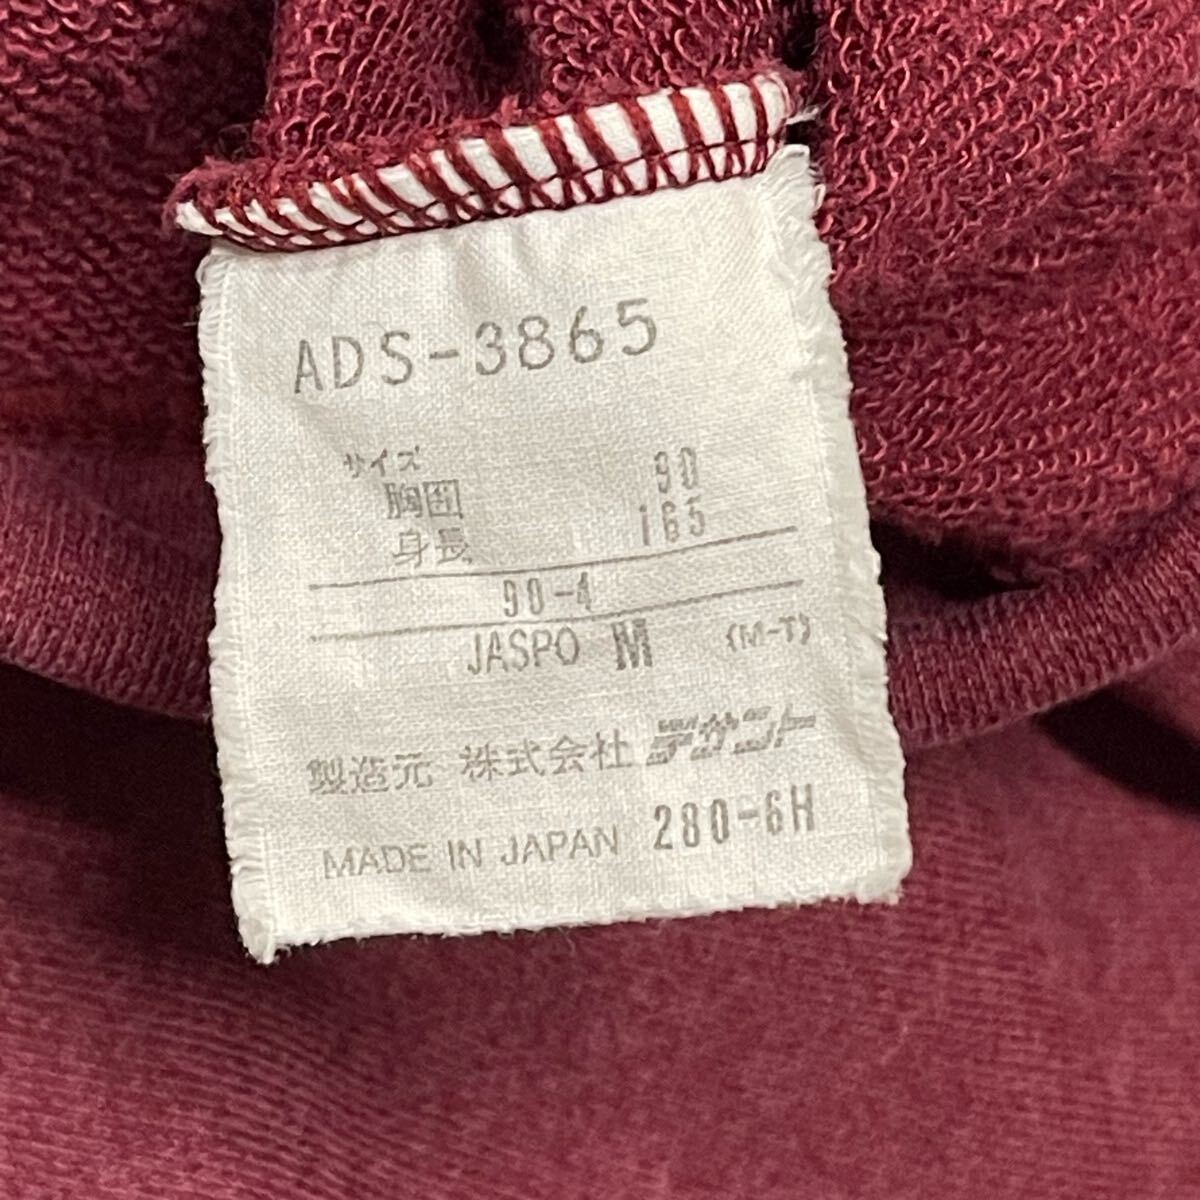 ADS-3865
サイズ
胸囲 90
身長 165
90-4
JASPO M (M-T)
製造元 株式会社 デサント
MADE IN JAPAN 280-6H